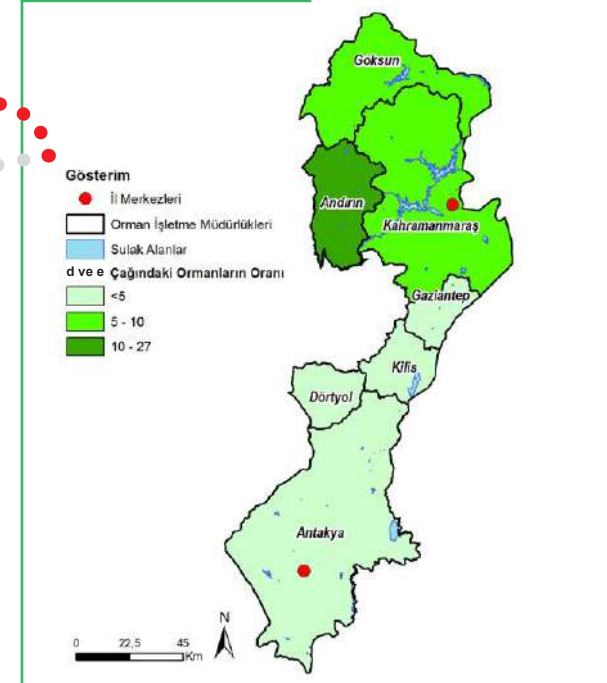 Göksun
Andırın
Kahramanmaraş
Gaziantep
Kilis
Dörtyol
Antakya
Gösterim
İl Merkezleri
Orman İşletme Müdürlükleri
Sulak Alanlar
d ve e Çağındaki Ormanların Oranı
<5
5 - 10
10 - 27
N
0 22,5 45
Km